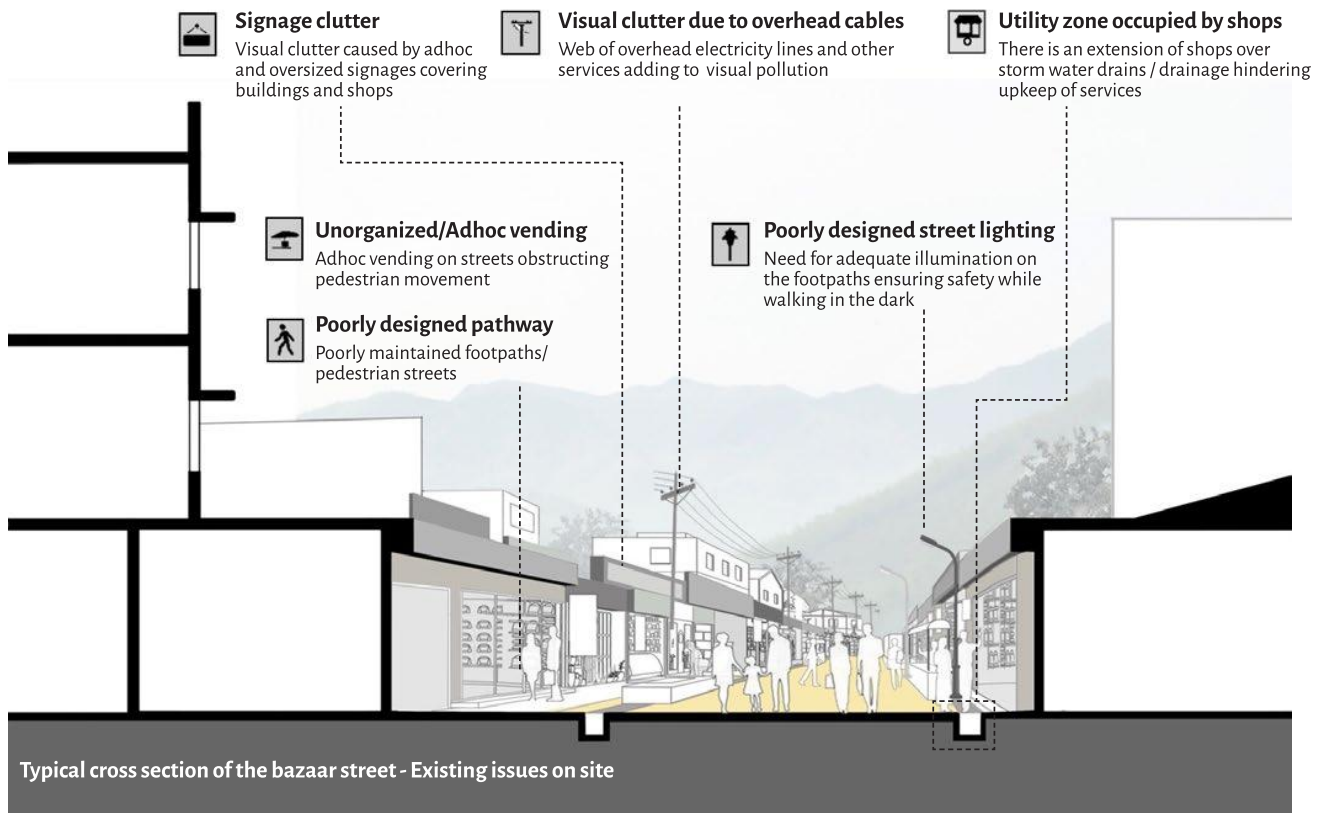 Signage clutter
Visual clutter caused by adhoc
and oversized signages covering
buildings and shops
Visual clutter due to overhead cables
Web of overhead electricity lines and other
services adding to visual pollution
Utility zone occupied by shops
There is an extension of shops over
storm water drains / drainage hindering
upkeep of services
Unorganized/Adhoc vending
Adhoc vending on streets obstructing
pedestrian movement
Poorly designed street lighting
Need for adequate illumination on
the footpaths ensuring safety while
walking in the dark
Poorly designed pathway
Poorly maintained footpaths/
pedestrian streets
Typical cross section of the bazaar street - Existing issues on site